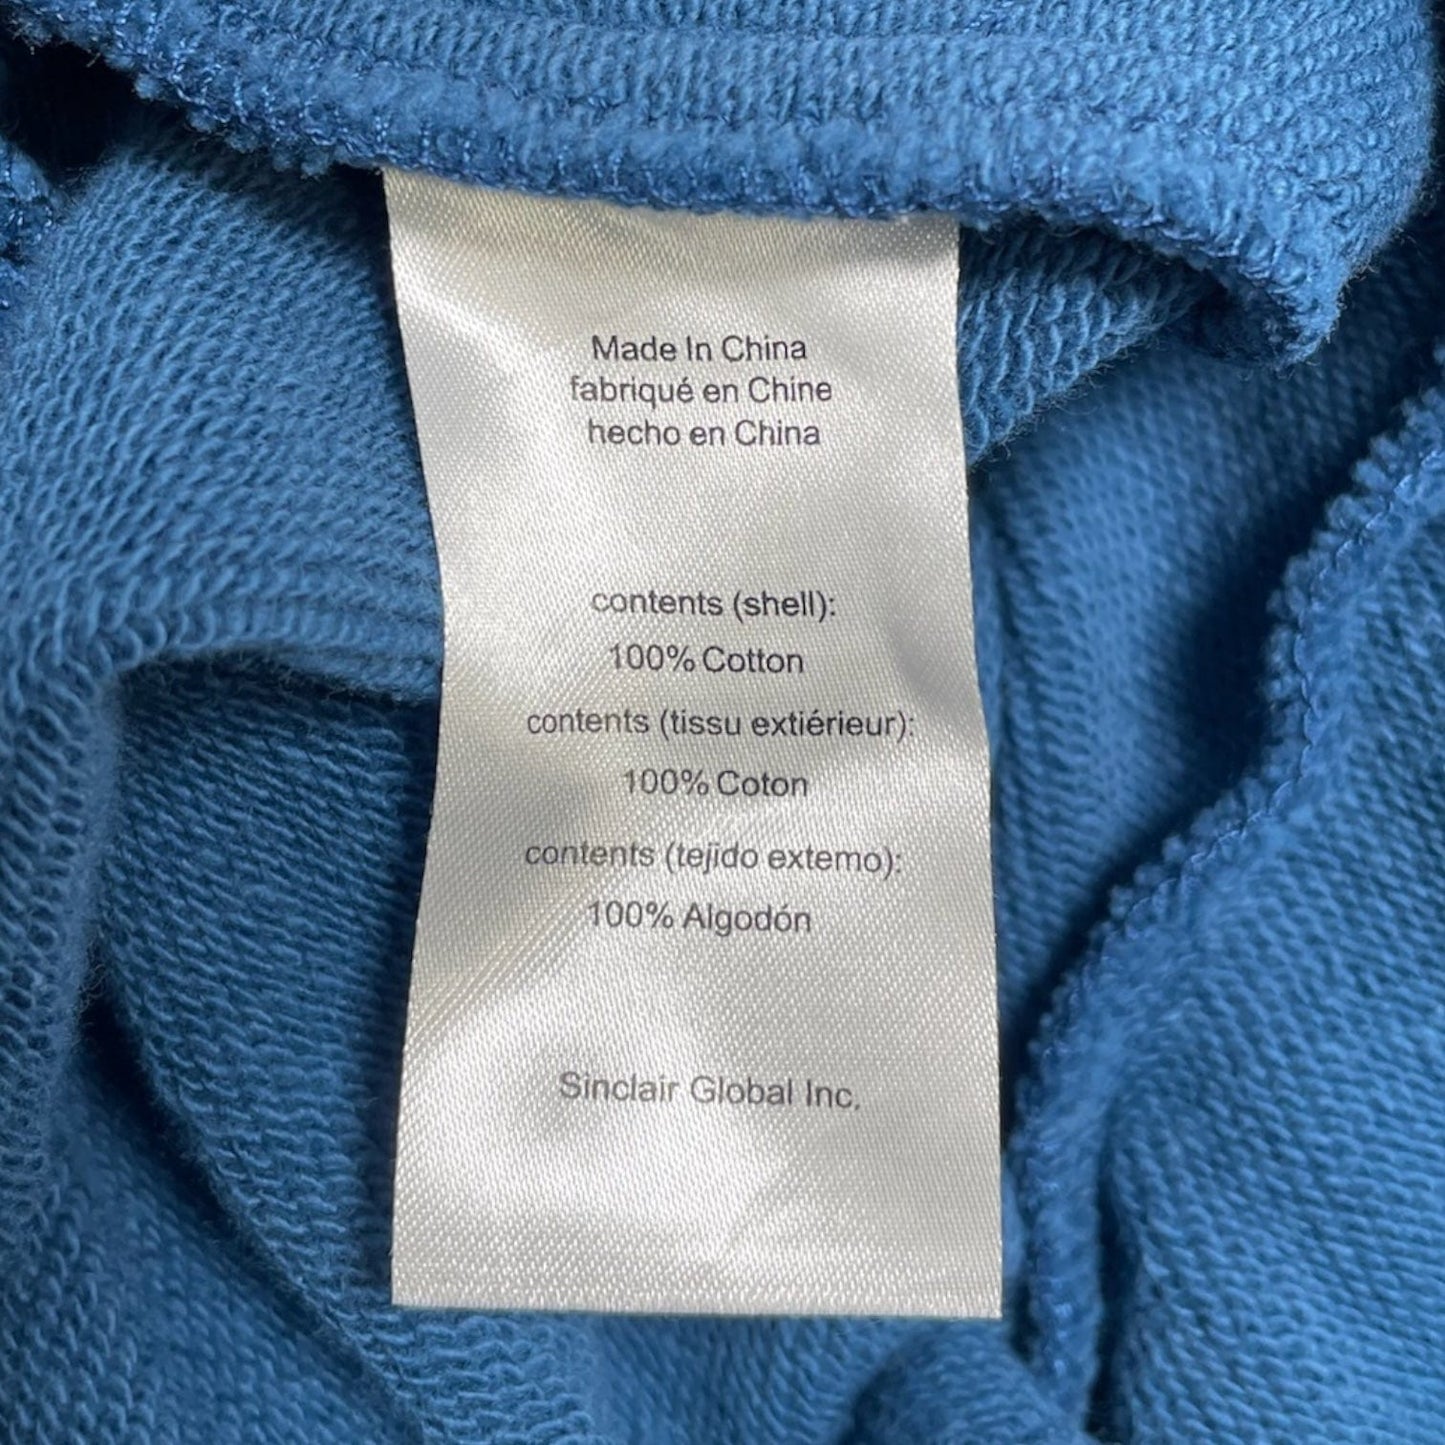 Made In China
fabriqué en Chine
hecho en China
contents (shell):
100% Cotton
contents (tissu extiérieur):
100% Coton
contents (tejido extemo):
100% Algodón
Sinclair Global Inc,